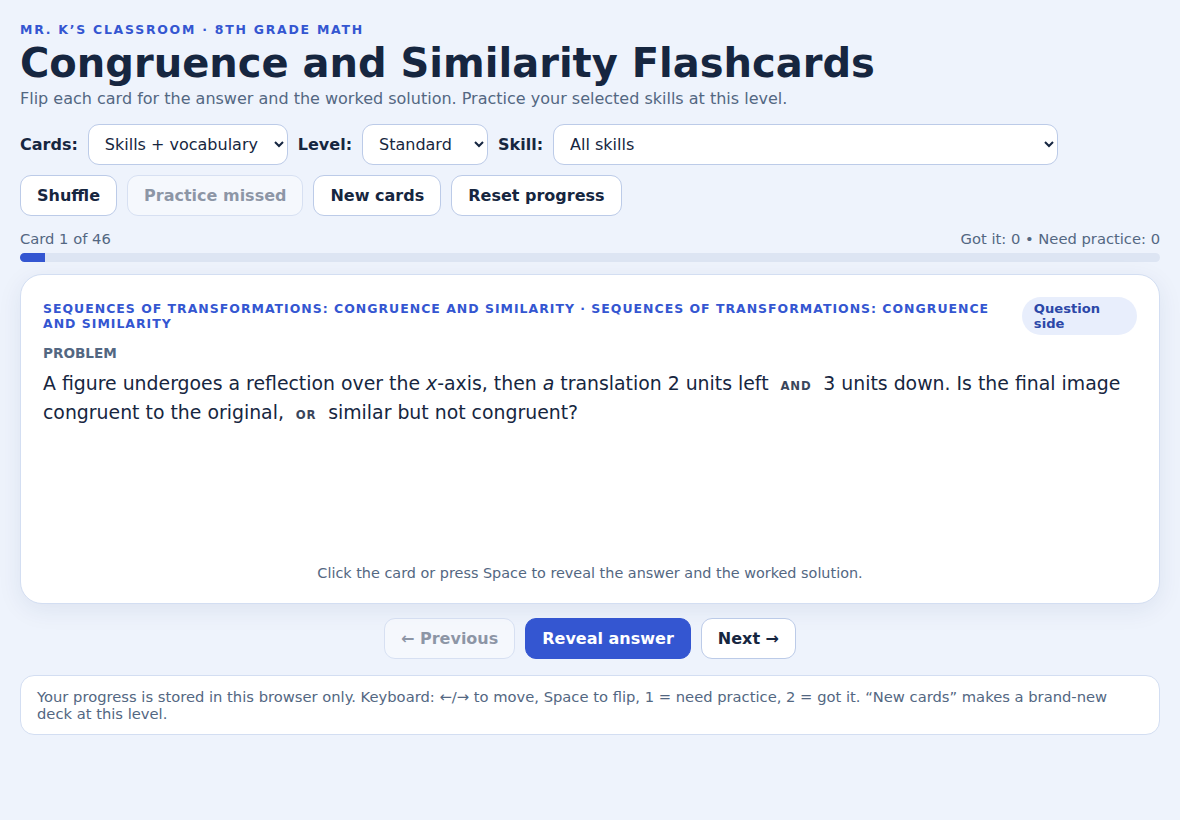 MR. K’S CLASSROOM · 8TH GRADE MATH
Congruence and Similarity Flashcards
Flip each card for the answer and the worked solution. Practice your selected skills at this level.
Cards: Skills + vocabulary Level: Standard Skill: All skills
Shuffle Practice missed New cards Reset progress
Card 1 of 46 Got it: 0 • Need practice: 0
SEQUENCES OF TRANSFORMATIONS: CONGRUENCE AND SIMILARITY · SEQUENCES OF TRANSFORMATIONS: CONGRUENCE
AND SIMILARITY
Question
side
PROBLEM
A figure undergoes a reflection over the x-axis, then a translation 2 units left AND 3 units down. Is the final image
congruent to the original, OR similar but not congruent?
Click the card or press Space to reveal the answer and the worked solution.
← Previous Reveal answer Next →
Your progress is stored in this browser only. Keyboard: ←/→ to move, Space to flip, 1 = need practice, 2 = got it. “New cards” makes a brand-new
deck at this level.